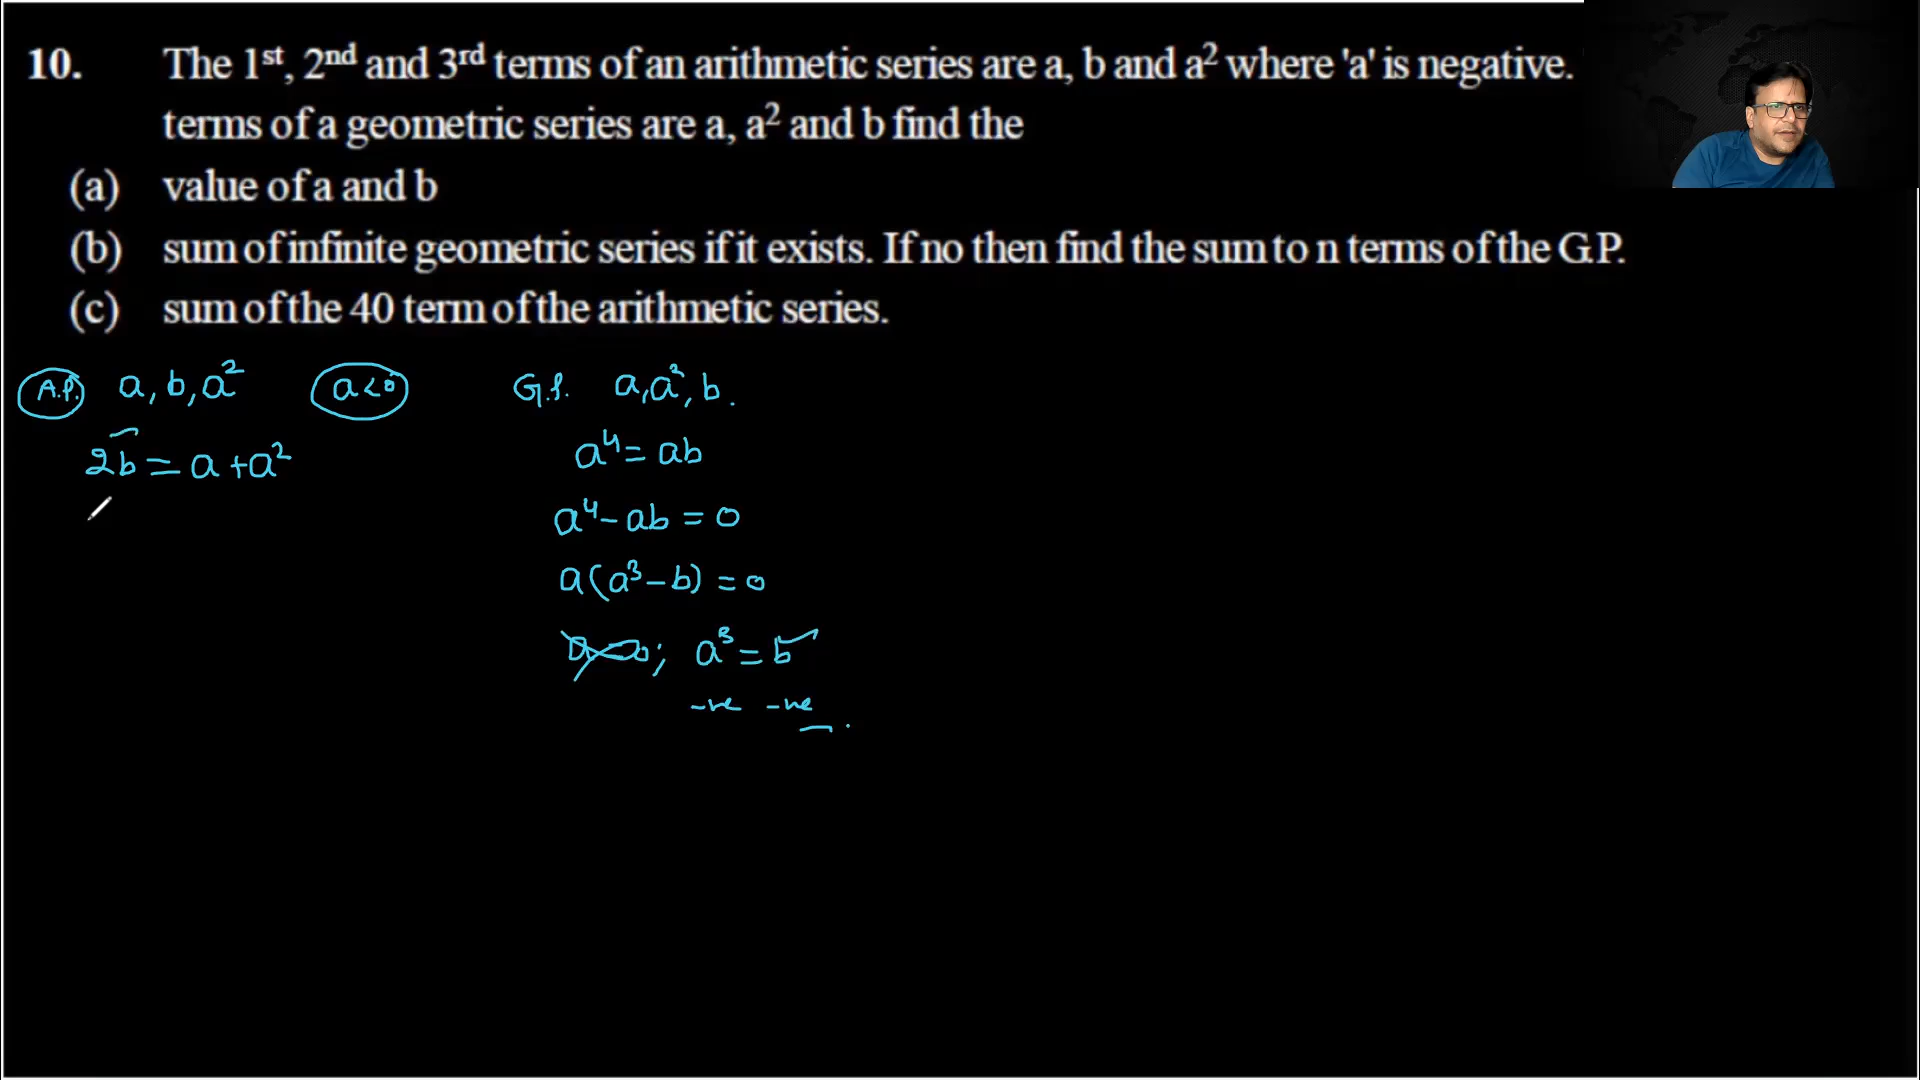 10. The 1st, 2nd and 3rd terms of an arithmetic series are a, b and a² where 'a' is negative.
terms of a geometric series are a, a² and b find the
(a) value of a and b
(b) sum of infinite geometric series if it exists. If no then find the sum to n terms of the G.P.
(c) sum of the 40 term of the arithmetic series.
A.P. a, b, a² a<0 G.P. a, a², b.
2b = a + a² a⁴ = ab
a⁴ - ab = 0
a(a³ - b) = 0
; a³ = b
-ve -ve